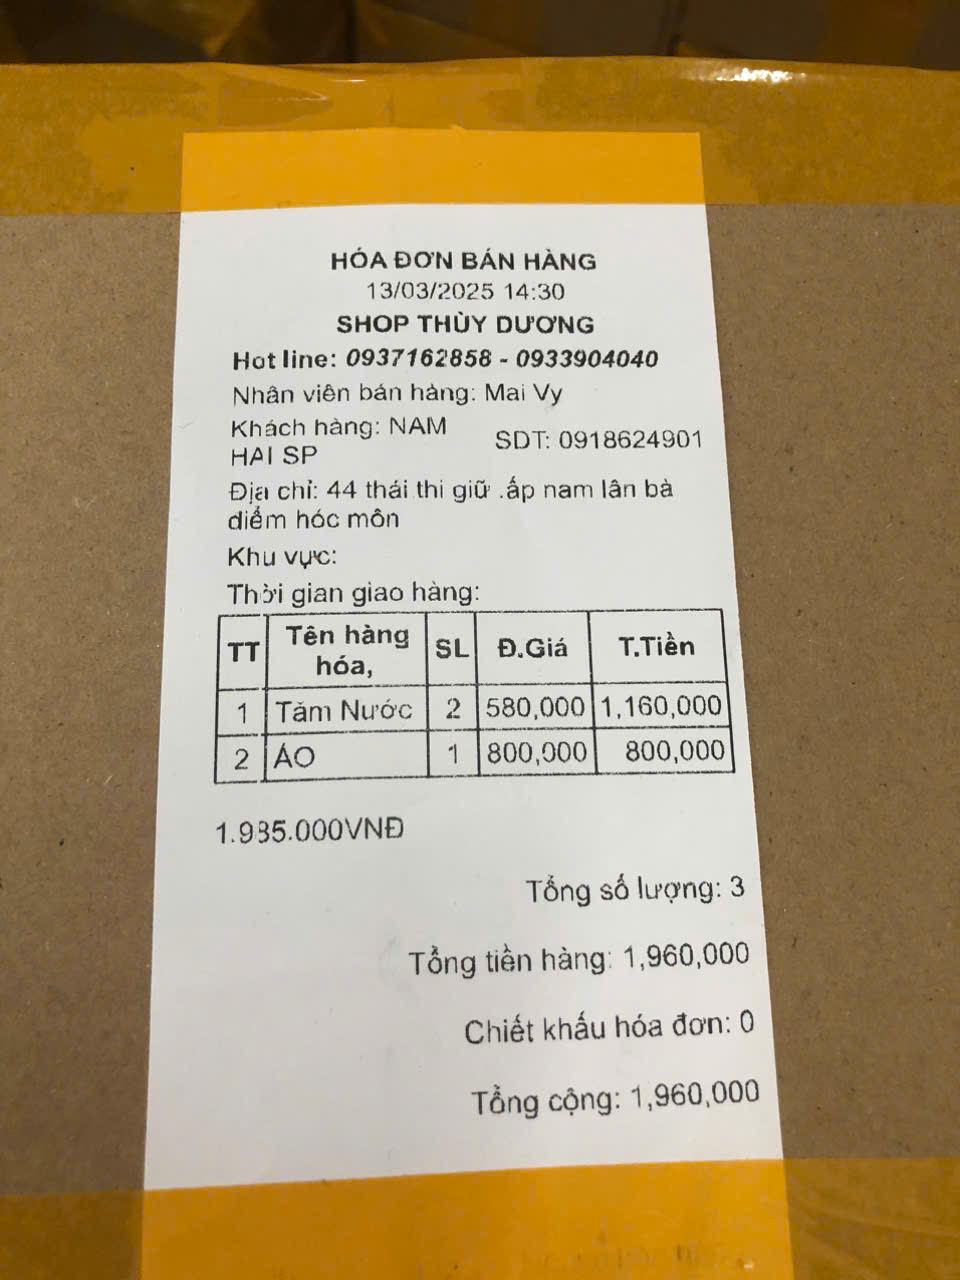 HÓA ĐƠN BÁN HÀNG
13/03/2025 14:30
SHOP THÙY DƯƠNG
Hot line: 0937162858 - 0933904040
Nhân viên bán hàng: Mai Vy
Khách hàng: NAM HAI SP SDT: 0918624901
Địa chỉ: 44 thái thi giữ .ấp nam lân bà
điểm hóc môn
Khu vực:
Thời gian giao hàng:
TT Tên hàng hóa, SL Đ.Giá T.Tiền
1 Tăm Nước 2 580,000 1,160,000
2 ÁO 1 800,000 800,000
1.985.000VNĐ
Tổng số lượng: 3
Tổng tiền hàng: 1,960,000
Chiết khấu hóa đơn: 0
Tổng cộng: 1,960,000